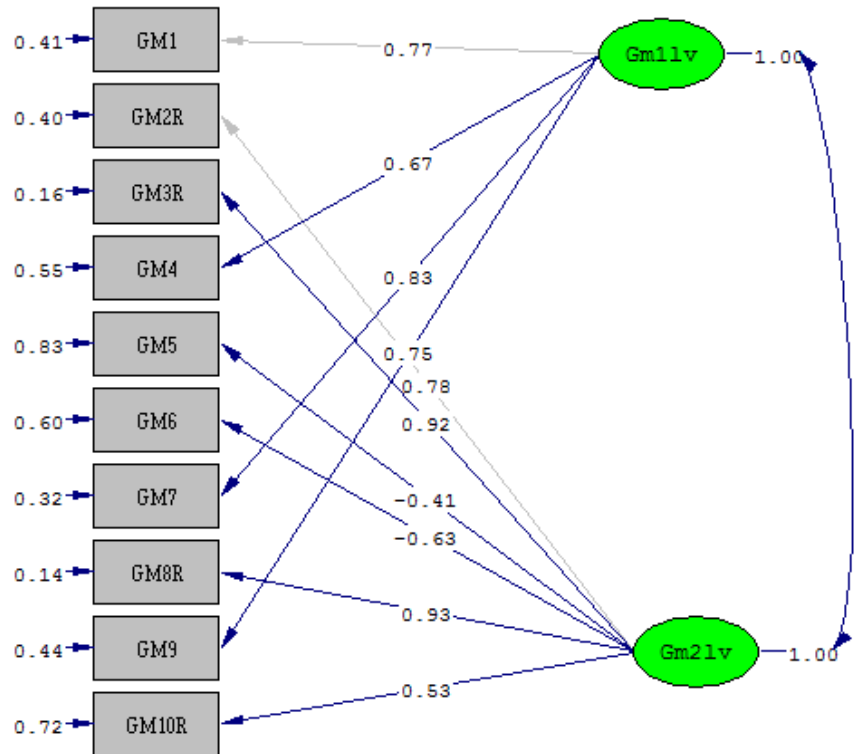 0.41 GM1 0.77 Gm1lv 1.00
0.40 GM2R
0.67
0.16 GM3R
0.55 GM4
0.83
0.83 GM5
0.75
0.78
0.60 GM6
0.92
0.32 GM7
-0.41
-0.63
0.14 GM8R
0.93
0.44 GM9 Gm2lv 1.00
0.53
0.72 GM10R